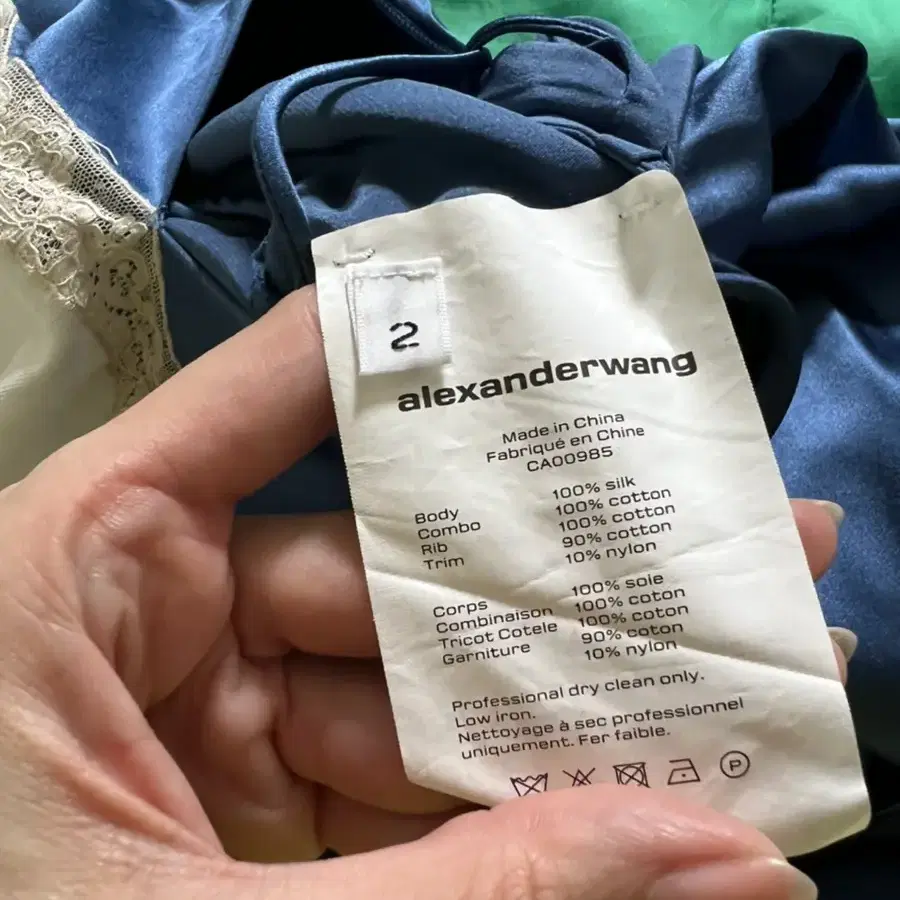 2
alexanderwang
Made in China
Fabriqué en Chine
CA00985
Body 100% silk
Combo 100% cotton
Rib 100% cotton
Trim 90% cotton
10% nylon
Corps 100% soie
Combinaison 100% coton
Tricot Cotele 100% coton
Garniture 90% coton
10% nylon
Professional dry clean only.
Low iron.
Nettoyage à sec professionnel
uniquement. Fer faible.
P